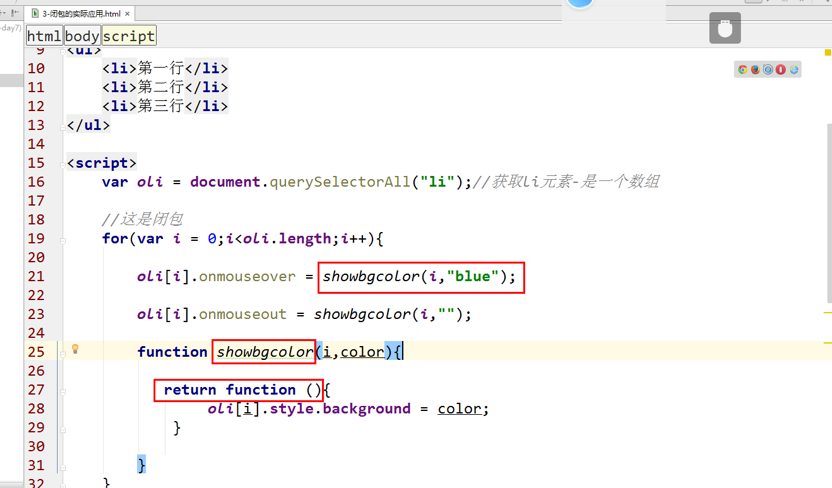 -day7)
3-闭包的实际应用.html ×
html body script
9 <ul>
10 <li>第一行</li>
11 <li>第二行</li>
12 <li>第三行</li>
13 </ul>
14
15 <script>
16 var oli = document.querySelectorAll("li");//获取li元素-是一个数组
17
18 //这是闭包
19 for(var i = 0;i<oli.length;i++){
20
21 oli[i].onmouseover = showbgcolor(i,"blue");
22
23 oli[i].onmouseout = showbgcolor(i,"");
24
25 function showbgcolor(i,color){
26
27 return function (){
28 oli[i].style.background = color;
29 }
30
31 }
32 }